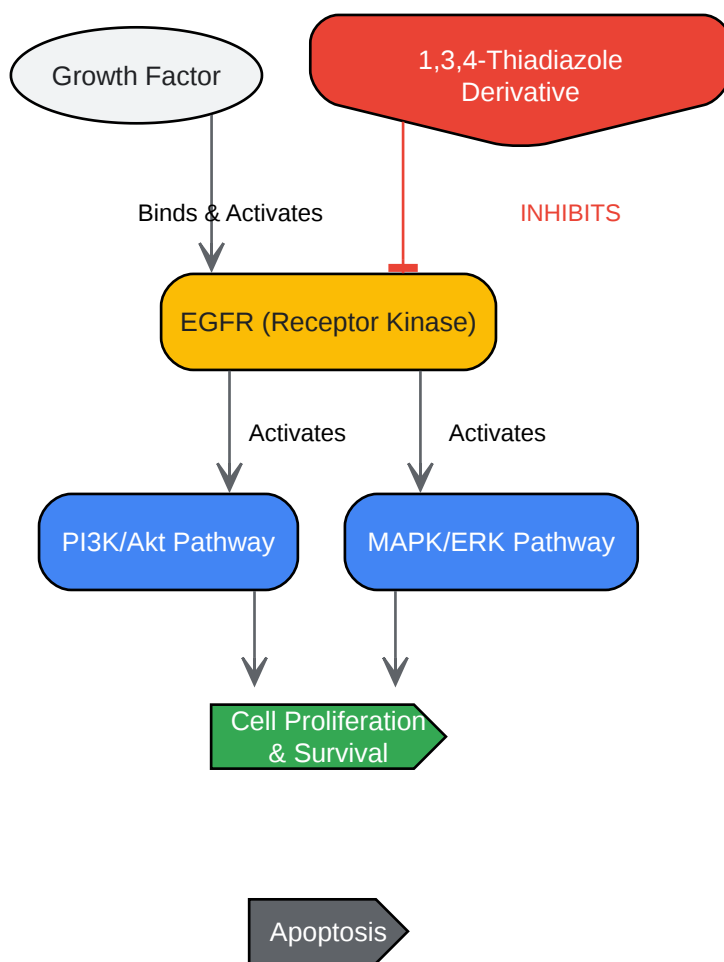 Growth Factor
1,3,4-Thiadiazole
Derivative
Binds & Activates
INHIBITS
EGFR (Receptor Kinase)
Activates
Activates
PI3K/Akt Pathway
MAPK/ERK Pathway
Cell Proliferation
& Survival
Apoptosis